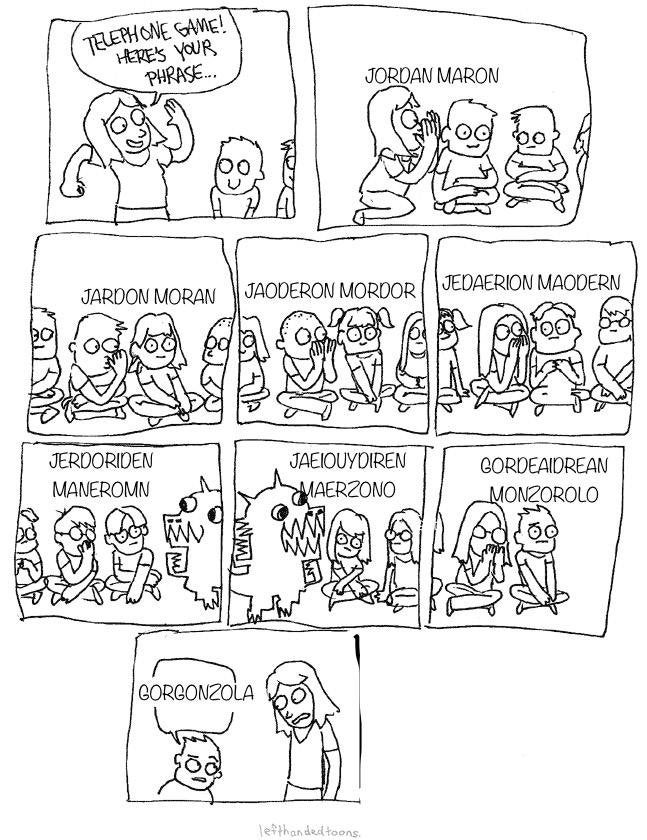 TELEPHONE GAME!
HERE'S YOUR
PHRASE...
JORDAN MARON
JARDON MORAN
JAODERON MORDOR
JEDAERION MAODERN
JERDORIDEN
MANEROMN
JAEIOUYDIREN
MAERZONO
GORDEAIDREAN
MONZOROLO
GORGONZOLA
lefthandedtoons.